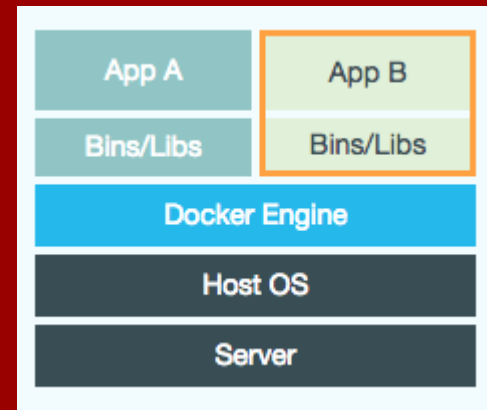 App A App B
Bins/Libs Bins/Libs
Docker Engine
Host OS
Server